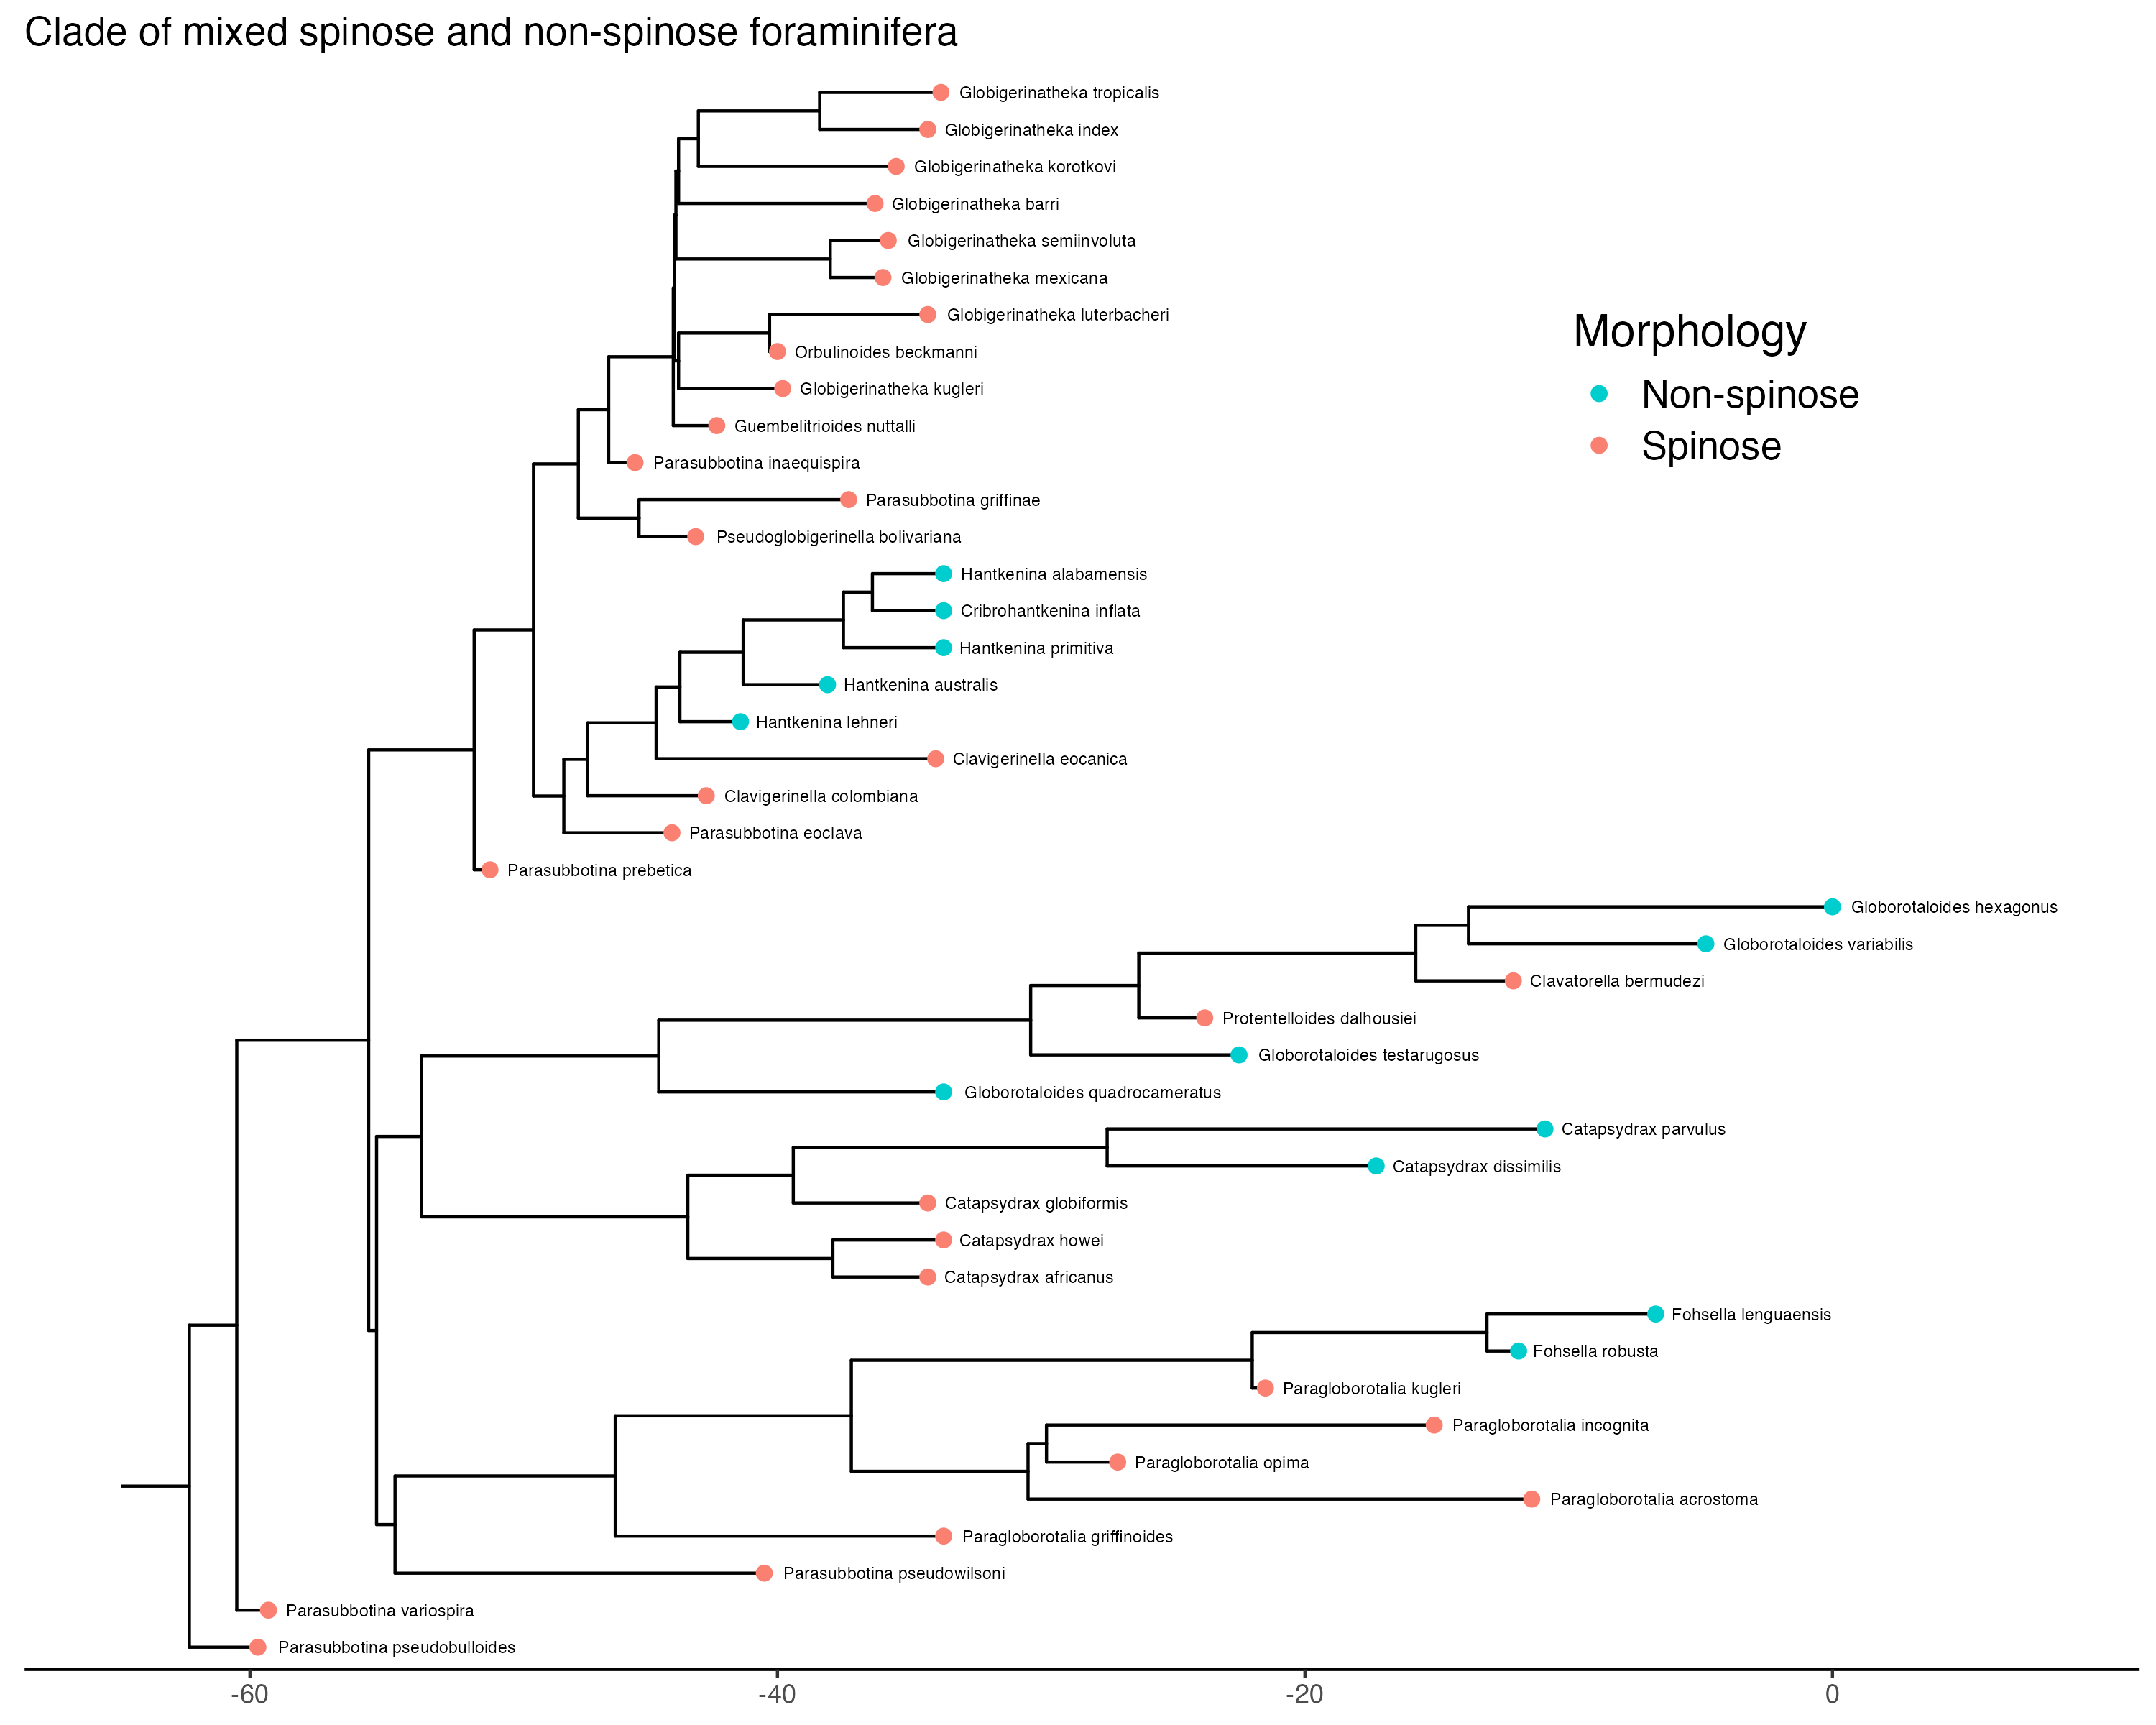 Clade of mixed spinose and non-spinose foraminifera
Globigerinatheka tropicalis
Globigerinatheka index
Globigerinatheka korotkovi
Globigerinatheka barri
Globigerinatheka semiinvoluta
Globigerinatheka mexicana
Globigerinatheka luterbacheri
Orbulinoides beckmanni
Globigerinatheka kugleri
Guembelitrioides nuttalli
Parasubbotina inaequispira
Parasubbotina griffinae
Pseudoglobigerinella bolivariana
Hantkenina alabamensis
Cribrohantkenina inflata
Hantkenina primitiva
Hantkenina australis
Hantkenina lehneri
Clavigerinella eocanica
Clavigerinella colombiana
Parasubbotina eoclava
Parasubbotina prebetica
Globorotaloides hexagonus
Globorotaloides variabilis
Clavatorella bermudezi
Protentelloides dalhousiei
Globorotaloides testarugosus
Globorotaloides quadrocameratus
Catapsydrax parvulus
Catapsydrax dissimilis
Catapsydrax globiformis
Catapsydrax howei
Catapsydrax africanus
Fohsella lenguaensis
Fohsella robusta
Paragloborotalia kugleri
Paragloborotalia incognita
Paragloborotalia opima
Paragloborotalia acrostoma
Paragloborotalia griffinoides
Parasubbotina pseudowilsoni
Parasubbotina variospira
Parasubbotina pseudobulloides
Morphology
Non-spinose
Spinose
-60 -40 -20 0